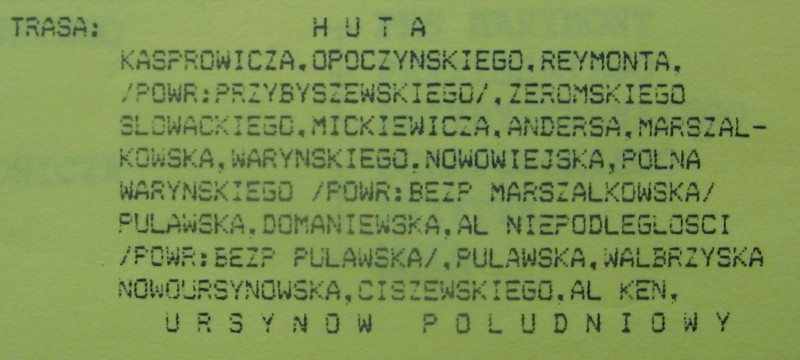 TRASA: H U T A
KASPROWICZA,OPOCZYNSKIEGO,REYMONTA,
/POWR:PRZYBYSZEWSKIEGO/,ZEROMSKIEGO
SLOWACKIEGO,MICKIEWICZA,ANDERSA,MARSZAL-
KOWSKA,WARYNSKIEGO,NOWOWIEJSKA,POLNA
WARYNSKIEGO /POWR:BEZP MARSZALKOWSKA/
PULAWSKA,DOMANIEWSKA,AL NIEPODLEGLOSCI
/POWR:BEZP PULAWSKA/,PULAWSKA,WALBRZYSKA
NOWOURSYNOWSKA,CISZEWSKIEGO,AL KEN,
U R S Y N O W P O L U D N I O W Y